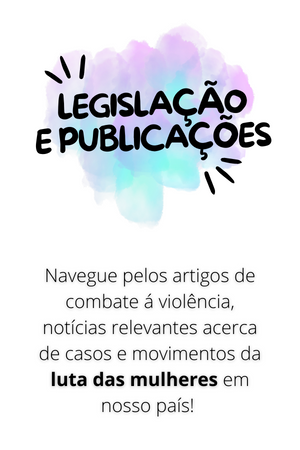 LEGISLAÇÃO
E PUBLICAÇÕES
Navegue pelos artigos de
combate á violência,
notícias relevantes acerca
de casos e movimentos da
luta das mulheres em
nosso país!